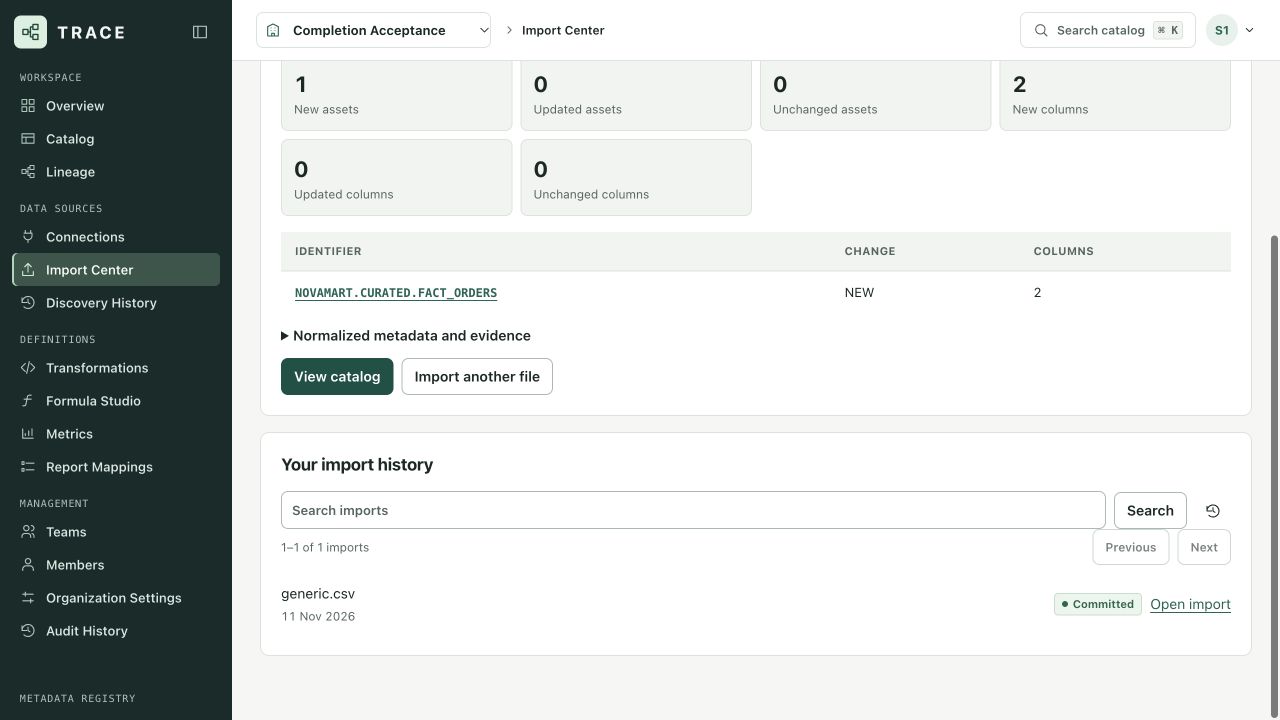 TRACE
WORKSPACE
Overview
Catalog
Lineage
DATA SOURCES
Connections
Import Center
Discovery History
DEFINITIONS
Transformations
Formula Studio
Metrics
Report Mappings
MANAGEMENT
Teams
Members
Organization Settings
Audit History
METADATA REGISTRY
Completion Acceptance
Import Center
Search catalog ⌘ K
S1
1
New assets
0
Updated assets
0
Unchanged assets
2
New columns
0
Updated columns
0
Unchanged columns
IDENTIFIER CHANGE COLUMNS
NOVAMART.CURATED.FACT_ORDERS NEW 2
Normalized metadata and evidence
View catalog Import another file
Your import history
Search imports Search
1–1 of 1 imports Previous Next
generic.csv
11 Nov 2026
Committed Open import